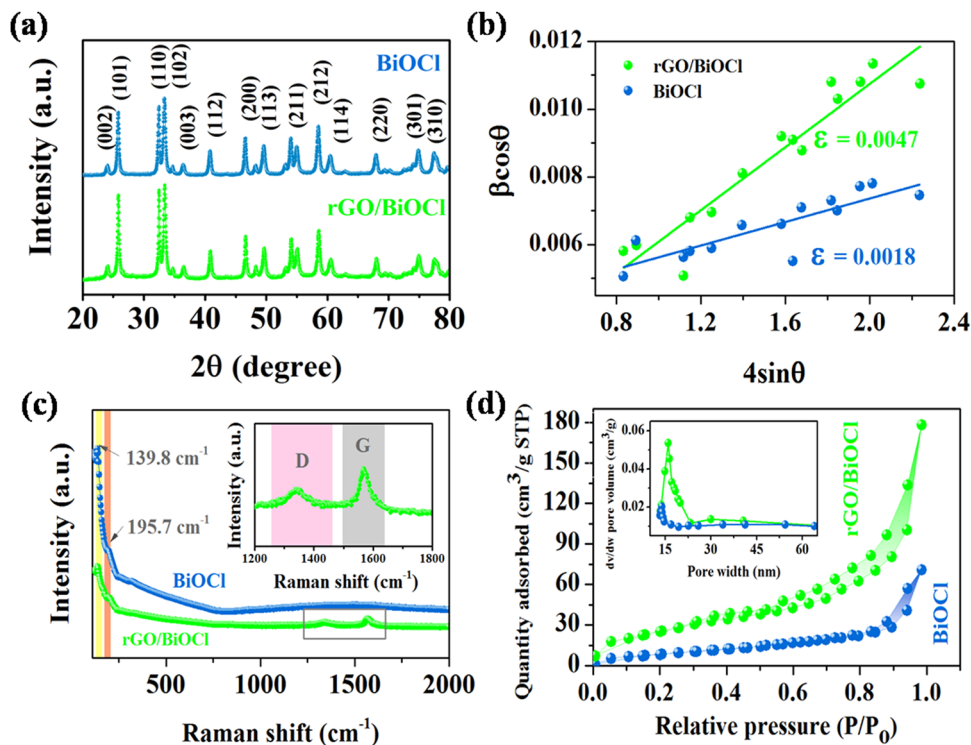 (a)
Intensity (a.u.)
BiOCl
(002)
(101)
(110)
(102)
(003)
(112)
(200)
(113)
(211)
(212)
(114)
(220)
(301)
(310)
rGO/BiOCl
20 30 40 50 60 70 80
2θ (degree)
(b)
βcosθ
0.012
0.010
0.008
0.006
rGO/BiOCl
BiOCl
ε = 0.0047
ε = 0.0018
0.8 1.2 1.6 2.0 2.4
4sinθ
(c)
Intensity (a.u.)
139.8 cm-1
195.7 cm-1
BiOCl
rGO/BiOCl
500 1000 1500 2000
Raman shift (cm-1)
Intensity (a.u.)
D
G
1200 1400 1600 1800
Raman shift (cm-1)
(d)
Quantity adsorbed (cm3/g STP)
180
150
120
90
60
30
0
rGO/BiOCl
BiOCl
0.0 0.2 0.4 0.6 0.8 1.0
Relative pressure (P/P0)
dv/dw pore volume (cm3/g)
0.06
0.04
0.02
15 30 45 60
Pore width (nm)